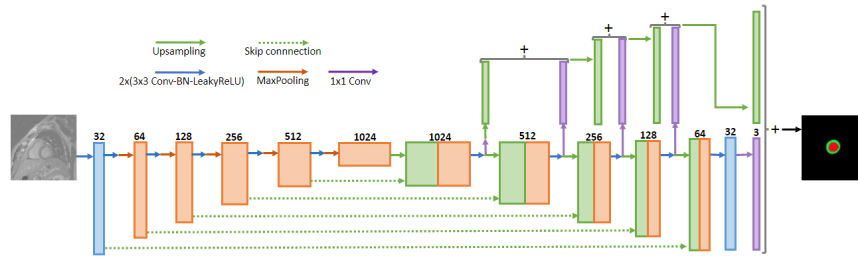 + + +
Upsampling Skip connnection
2x(3x3 Conv-BN-LeakyReLU) MaxPooling 1x1 Conv
32 64 128 256 512 1024 1024 512 256 128 64 32 3
+